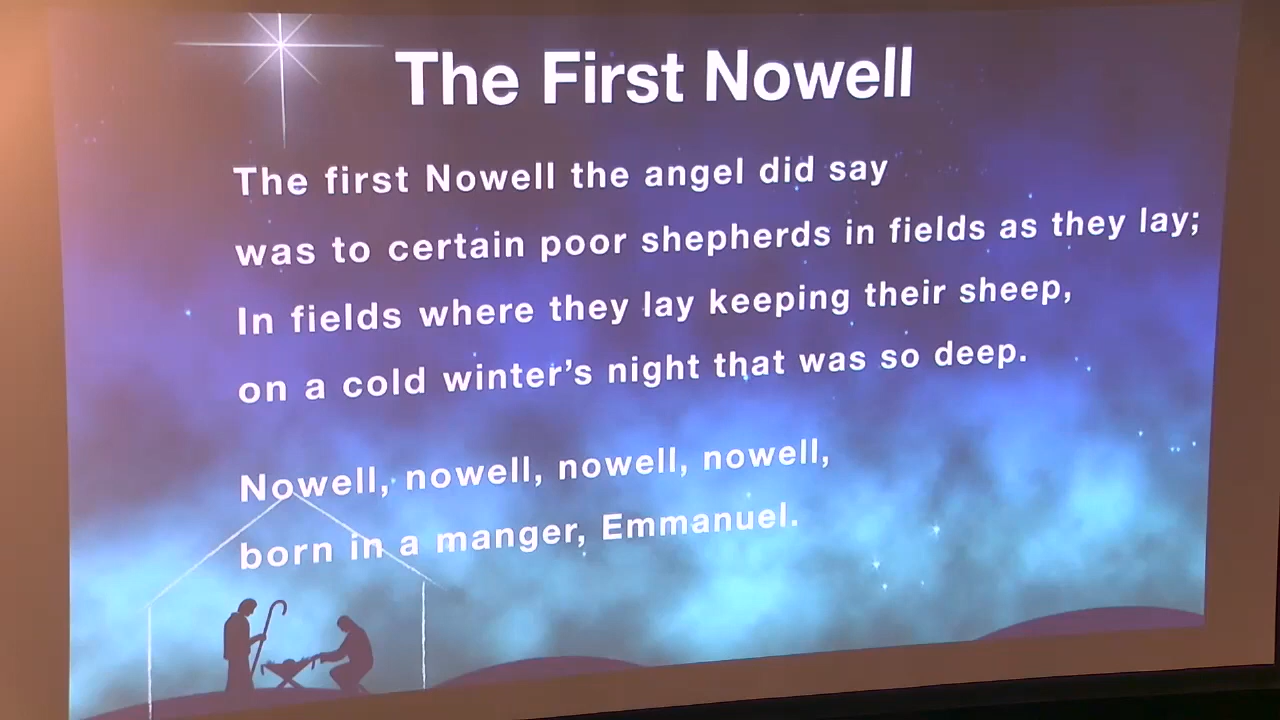 The First Nowell
The first Nowell the angel did say
was to certain poor shepherds in fields as they lay;
In fields where they lay keeping their sheep,
on a cold winter’s night that was so deep.
Nowell, nowell, nowell, nowell,
born in a manger, Emmanuel.